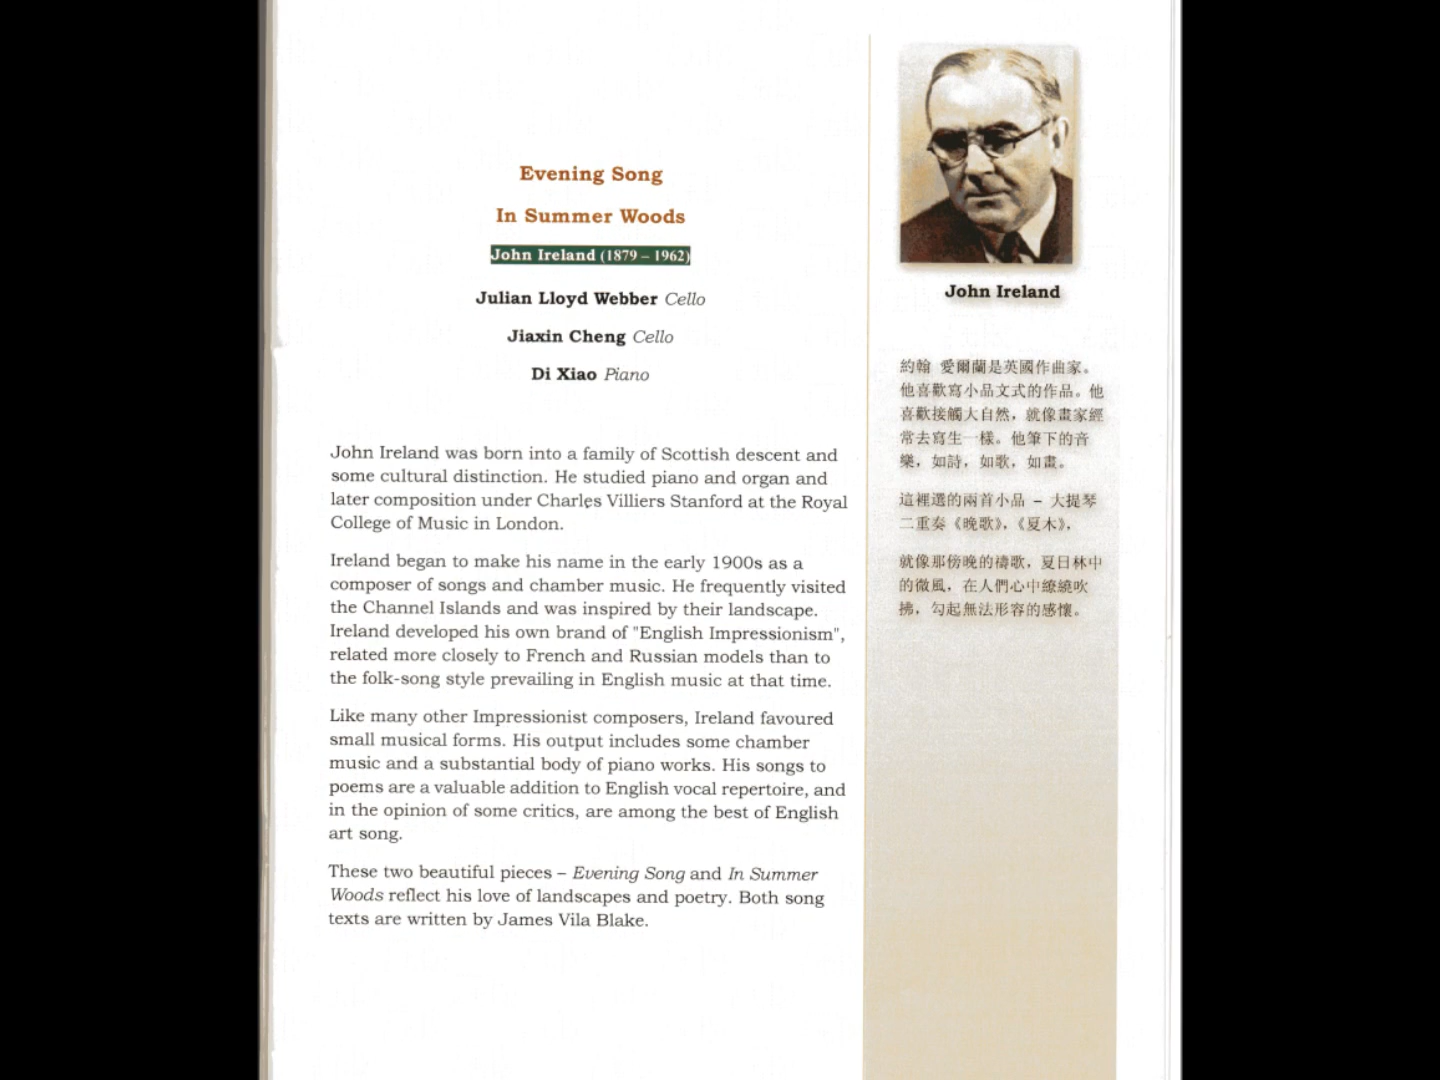 Evening Song
In Summer Woods
John Ireland (1879 – 1962)
Julian Lloyd Webber Cello
Jiaxin Cheng Cello
Di Xiao Piano
John Ireland was born into a family of Scottish descent and
some cultural distinction. He studied piano and organ and
later composition under Charles Villiers Stanford at the Royal
College of Music in London.
Ireland began to make his name in the early 1900s as a
composer of songs and chamber music. He frequently visited
the Channel Islands and was inspired by their landscape.
Ireland developed his own brand of "English Impressionism",
related more closely to French and Russian models than to
the folk-song style prevailing in English music at that time.
Like many other Impressionist composers, Ireland favoured
small musical forms. His output includes some chamber
music and a substantial body of piano works. His songs to
poems are a valuable addition to English vocal repertoire, and
in the opinion of some critics, are among the best of English
art song.
These two beautiful pieces – Evening Song and In Summer
Woods reflect his love of landscapes and poetry. Both song
texts are written by James Vila Blake.
John Ireland
約翰 愛爾蘭是英國作曲家。
他喜歡寫小品文式的作品。他
喜歡接觸大自然，就像畫家經
常去寫生一樣。他筆下的音
樂，如詩，如歌，如畫。
這裡選的兩首小品 – 大提琴
二重奏《晚歌》，《夏木》，
就像那傍晚的禱歌，夏日林中
的微風，在人們心中繚繞吹
拂，勾起無法形容的感懷。